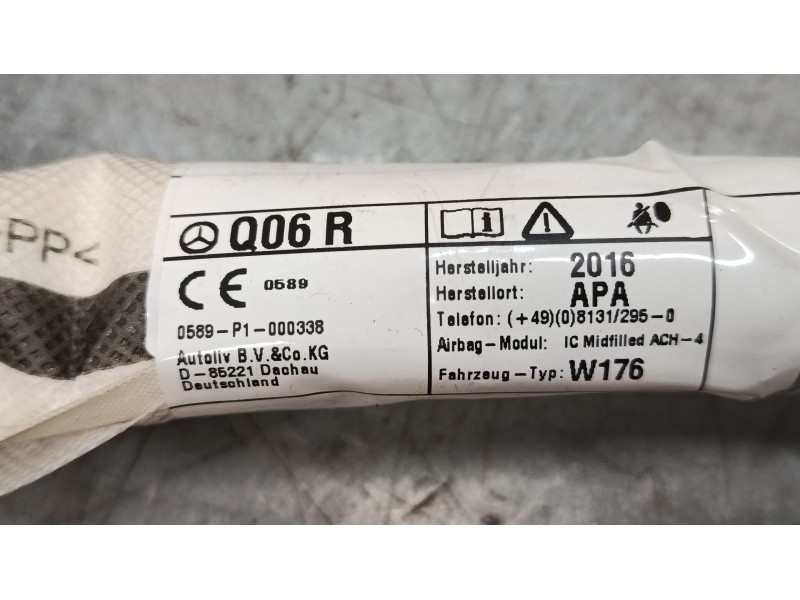 PP<
Q06 R
CE 0589
0589-P1-000338
Autoliv B.V.&Co.KG
D-85221 Dachau
Deutschland
Herstelljahr: 2016
Herstellort: APA
Telefon: (+49)(0)8131/295-0
Airbag-Modul: IC Midfilled ACH-4
Fahrzeug-Typ: W176